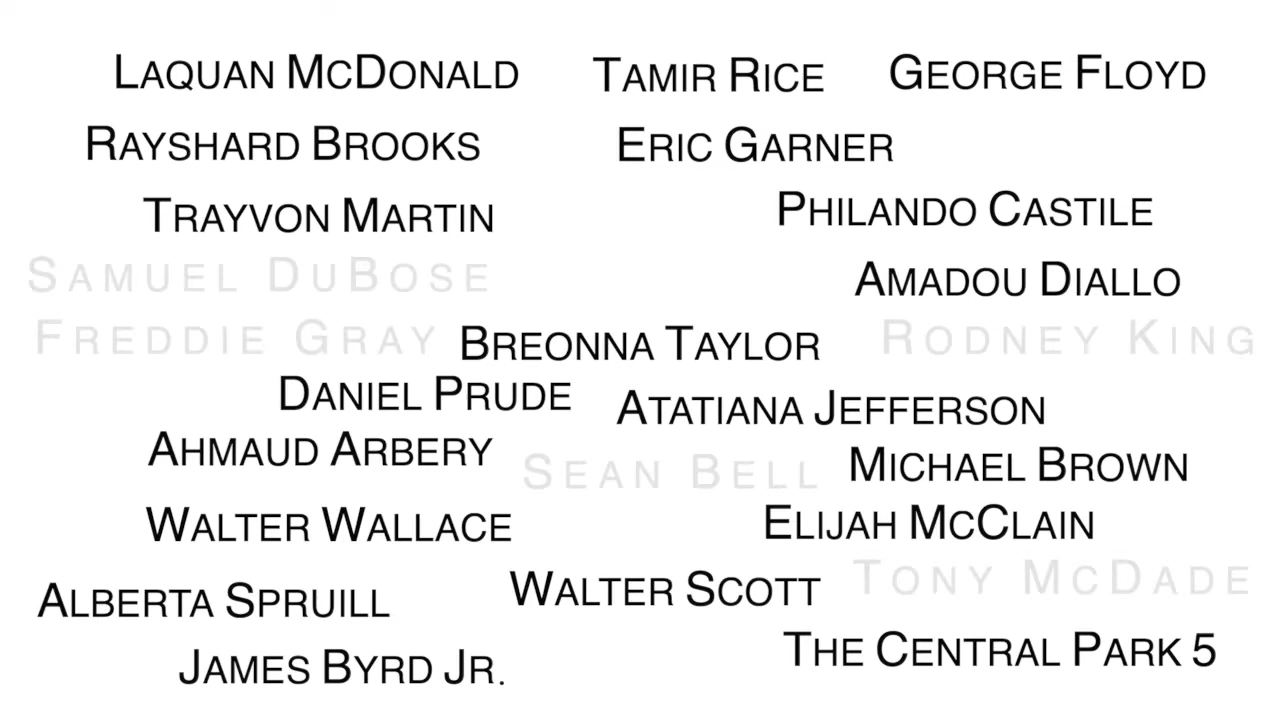 LAQUAN MCDONALD
TAMIR RICE
GEORGE FLOYD
RAYSHARD BROOKS
ERIC GARNER
TRAYVON MARTIN
PHILANDO CASTILE
SAMUEL DUBOSE
AMADOU DIALLO
FREDDIE GRAY
BREONNA TAYLOR
RODNEY KING
DANIEL PRUDE
ATATIANA JEFFERSON
AHMAUD ARBERY
SEAN BELL
MICHAEL BROWN
WALTER WALLACE
ELIJAH MCCLAIN
TONY MCDADE
ALBERTA SPRUILL
WALTER SCOTT
THE CENTRAL PARK 5
JAMES BYRD JR.